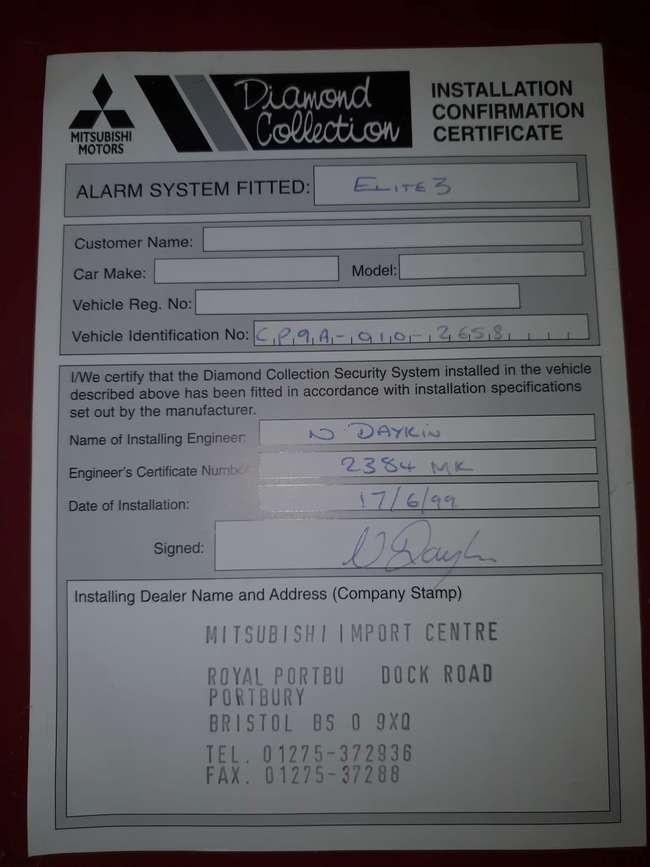 MITSUBISHI
MOTORS
Diamond
Collection
INSTALLATION
CONFIRMATION
CERTIFICATE
ALARM SYSTEM FITTED: ELITE 3
Customer Name:
Car Make: Model:
Vehicle Reg. No:
Vehicle Identification No: CP9A-010-2658
I/We certify that the Diamond Collection Security System installed in the vehicle
described above has been fitted in accordance with installation specifications
set out by the manufacturer.
Name of Installing Engineer: N DAYKIN
Engineer's Certificate Number 2384 MK
Date of Installation: 17/6/99
Signed: N Daykin
Installing Dealer Name and Address (Company Stamp)
MITSUBISHI IMPORT CENTRE
ROYAL PORTBU DOCK ROAD
PORTBURY
BRISTOL BS 0 9XQ
TEL. 01275-372936
FAX. 01275-37288